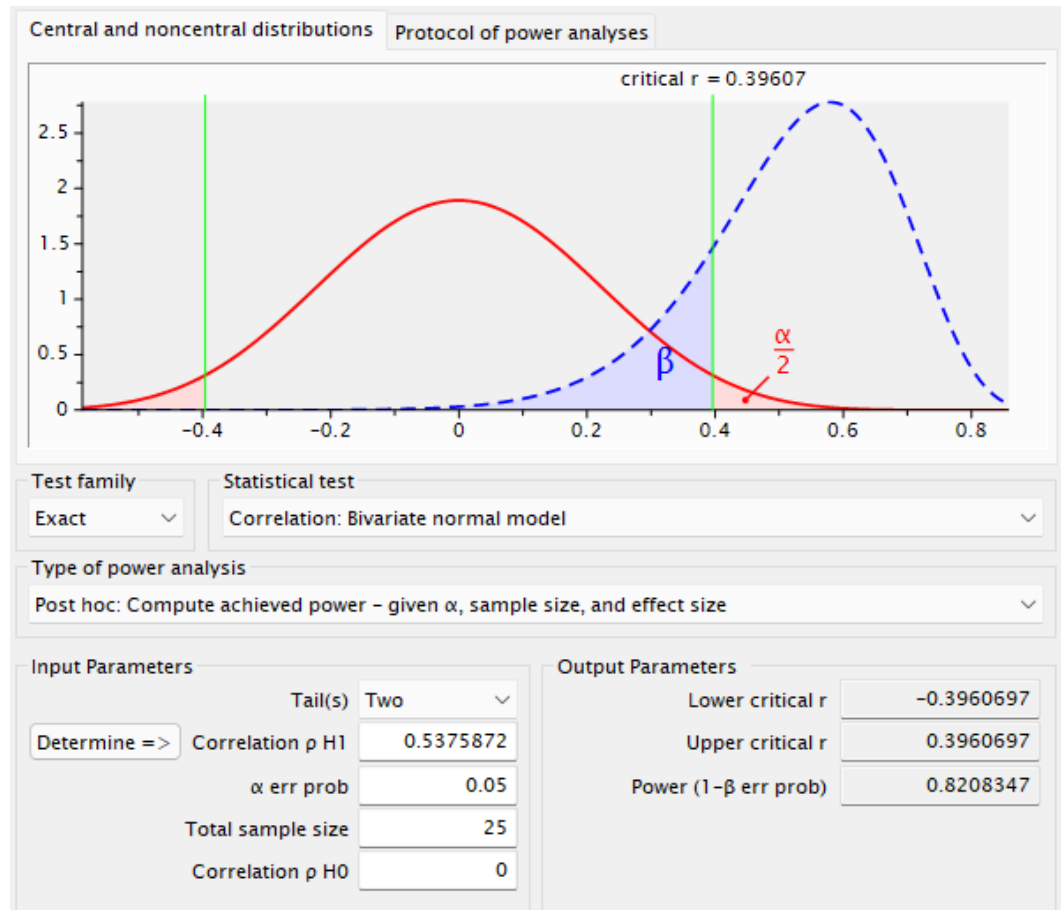 Central and noncentral distributions Protocol of power analyses
critical r = 0.39607
2.5
2
1.5
1
0.5
0
β
α
2
-0.4 -0.2 0 0.2 0.4 0.6 0.8
Test family Statistical test
Exact Correlation: Bivariate normal model
Type of power analysis
Post hoc: Compute achieved power – given α, sample size, and effect size
Input Parameters
Tail(s) Two
Determine => Correlation ρ H1 0.5375872
α err prob 0.05
Total sample size 25
Correlation ρ H0 0
Output Parameters
Lower critical r -0.3960697
Upper critical r 0.3960697
Power (1-β err prob) 0.8208347